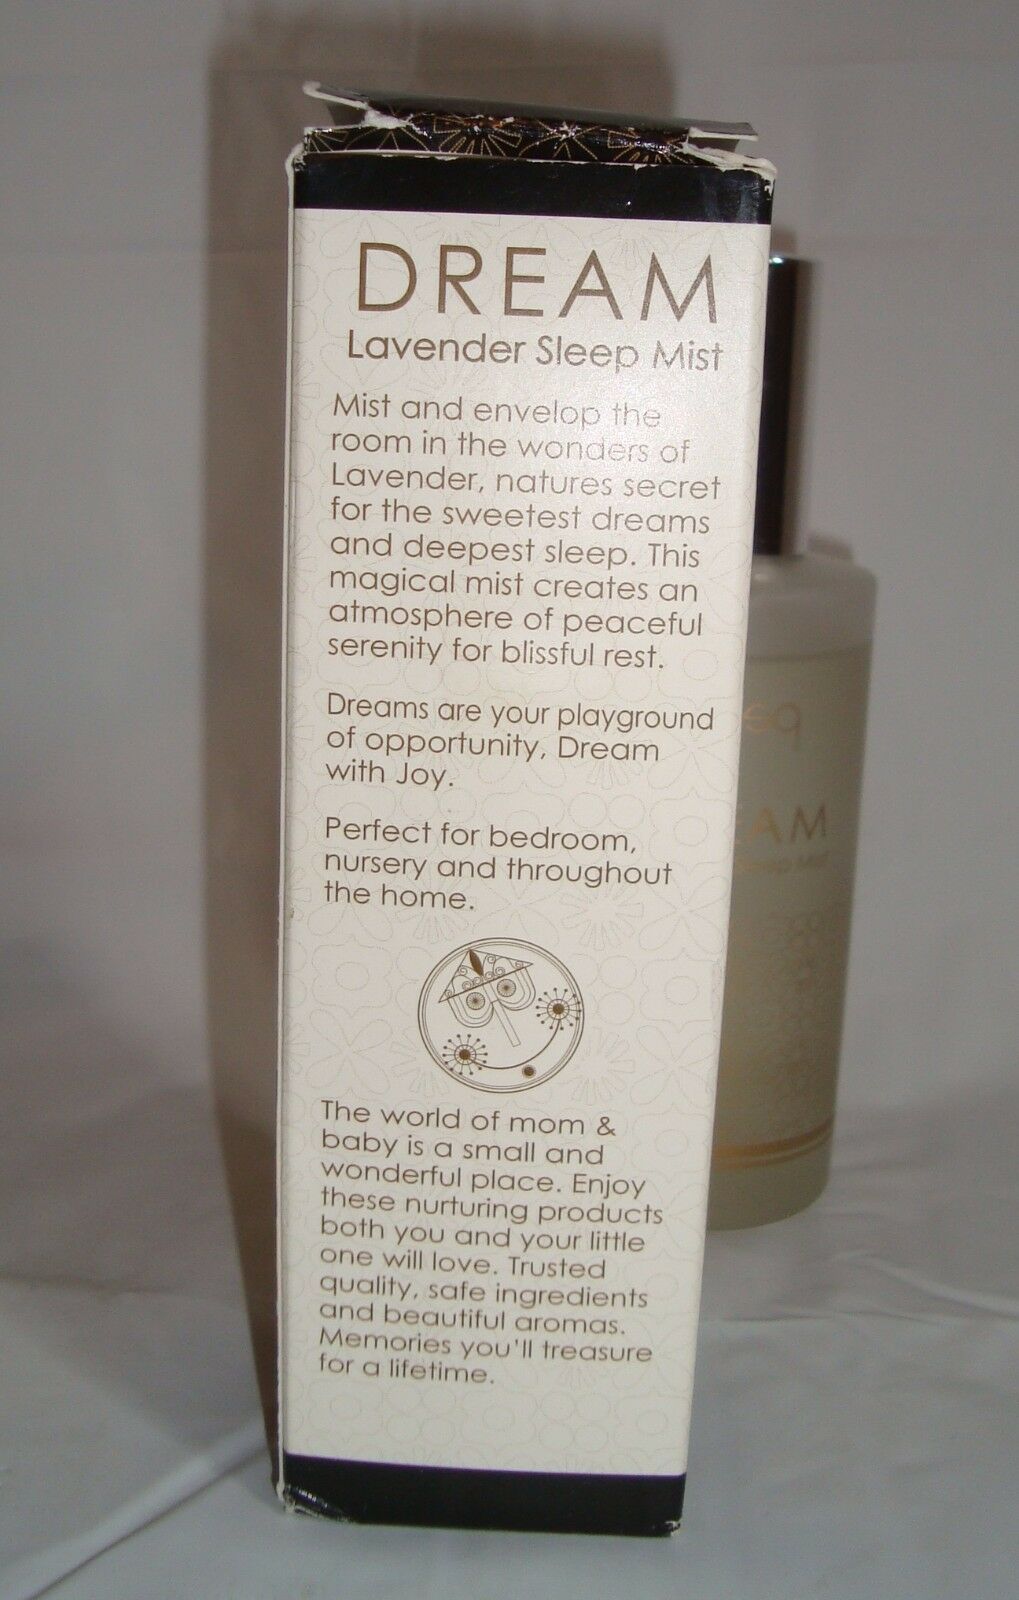 DREAM
Lavender Sleep Mist
Mist and envelop the
room in the wonders of
Lavender, natures secret
for the sweetest dreams
and deepest sleep. This
magical mist creates an
atmosphere of peaceful
serenity for blissful rest.
Dreams are your playground
of opportunity, Dream
with Joy.
Perfect for bedroom,
nursery and throughout
the home.
The world of mom &
baby is a small and
wonderful place. Enjoy
these nurturing products
both you and your little
one will love. Trusted
quality, safe ingredients
and beautiful aromas.
Memories you'll treasure
for a lifetime.
EAM